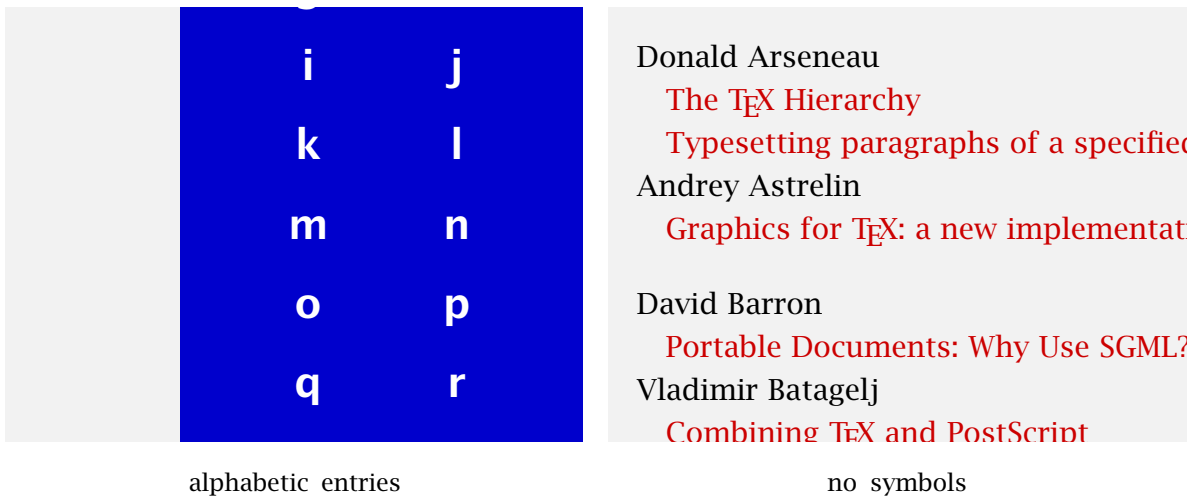 i j
k l
m n
o p
q r
alphabetic entries
Donald Arseneau
The TEX Hierarchy
Typesetting paragraphs of a specified
Andrey Astrelin
Graphics for TEX: a new
David Barron
Portable Documents: Why Use SGML?
Vladimir Batagelj
Combining TEX and PostScript
no symbols